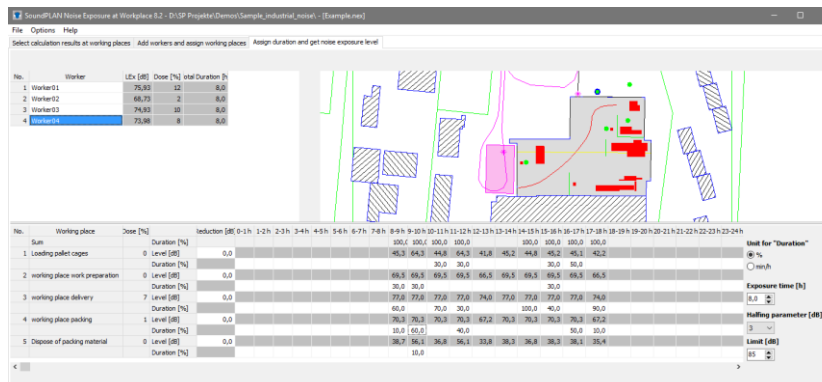 SoundPLAN Noise Exposure at Workplace 8.2 - D:\SP Projekte\Demos\Sample_industrial_noise\ - [Example.nex]
File Options Help
Select calculation results at working places Add workers and assign working places Assign duration and get noise exposure level
No. Worker LEx [dB] Dose [%] otal Duration [h
1 Worker01 75,93 12 8,0
2 Worker02 68,73 2 8,0
3 Worker03 74,93 10 8,0
4 Worker04 73,98 8 8,0
No. Working place Dose [%] Reduction [dB] 0-1 h 1-2 h 2-3 h 3-4 h 4-5 h 5-6 h 6-7 h 7-8 h 8-9 h 9-10 h 10-11 h 11-12 h 12-13 h 13-14 h 14-15 h 15-16 h 16-17 h 17-18 h 18-19 h 19-20 h 20-21 h 21-22 h 22-23 h 23-24 h
Sum Duration [%] 100,( 100,( 100,0 100,0 100,0 100,0 100,0 100,0
Unit for "Duration"
1 Loading pallet cages 0 Level [dB] 0,0 45,3 64,3 44,8 64,3 41,8 45,2 44,8 45,2 45,1 42,2
%
Duration [%] 30,0 30,0 30,0 50,0
min/h
2 working place work preparation 0 Level [dB] 0,0 69,5 69,5 69,5 69,5 66,5 69,5 69,5 69,5 69,5 66,5
Duration [%] 30,0 30,0 30,0
Exposure time [h]
3 working place delivery 7 Level [dB] 0,0 77,0 77,0 77,0 77,0 74,0 77,0 77,0 77,0 77,0 74,0
8,0
Duration [%] 60,0 70,0 30,0 100,0 40,0 90,0
Halfing parameter [dB]
4 working place packing 1 Level [dB] 0,0 70,3 70,3 70,3 70,3 67,2 70,3 70,3 70,3 70,3 67,2
3
Duration [%] 10,0 60,0 40,0 50,0 10,0
Limit [dB]
5 Dispose of packing material 0 Level [dB] 0,0 38,7 56,1 36,8 56,1 33,8 38,3 36,8 38,3 38,1 35,4
85
Duration [%] 10,0